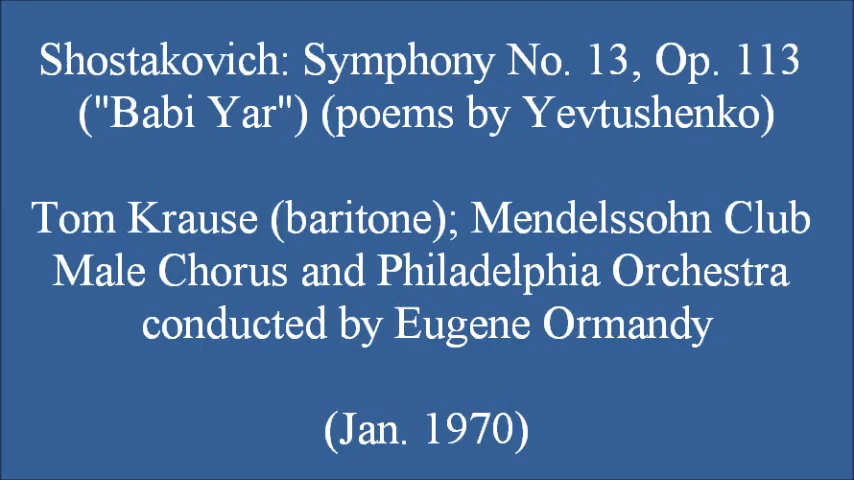 Shostakovich: Symphony No. 13, Op. 113
("Babi Yar") (poems by Yevtushenko)
Tom Krause (baritone); Mendelssohn Club
Male Chorus and Philadelphia Orchestra
conducted by Eugene Ormandy
(Jan. 1970)